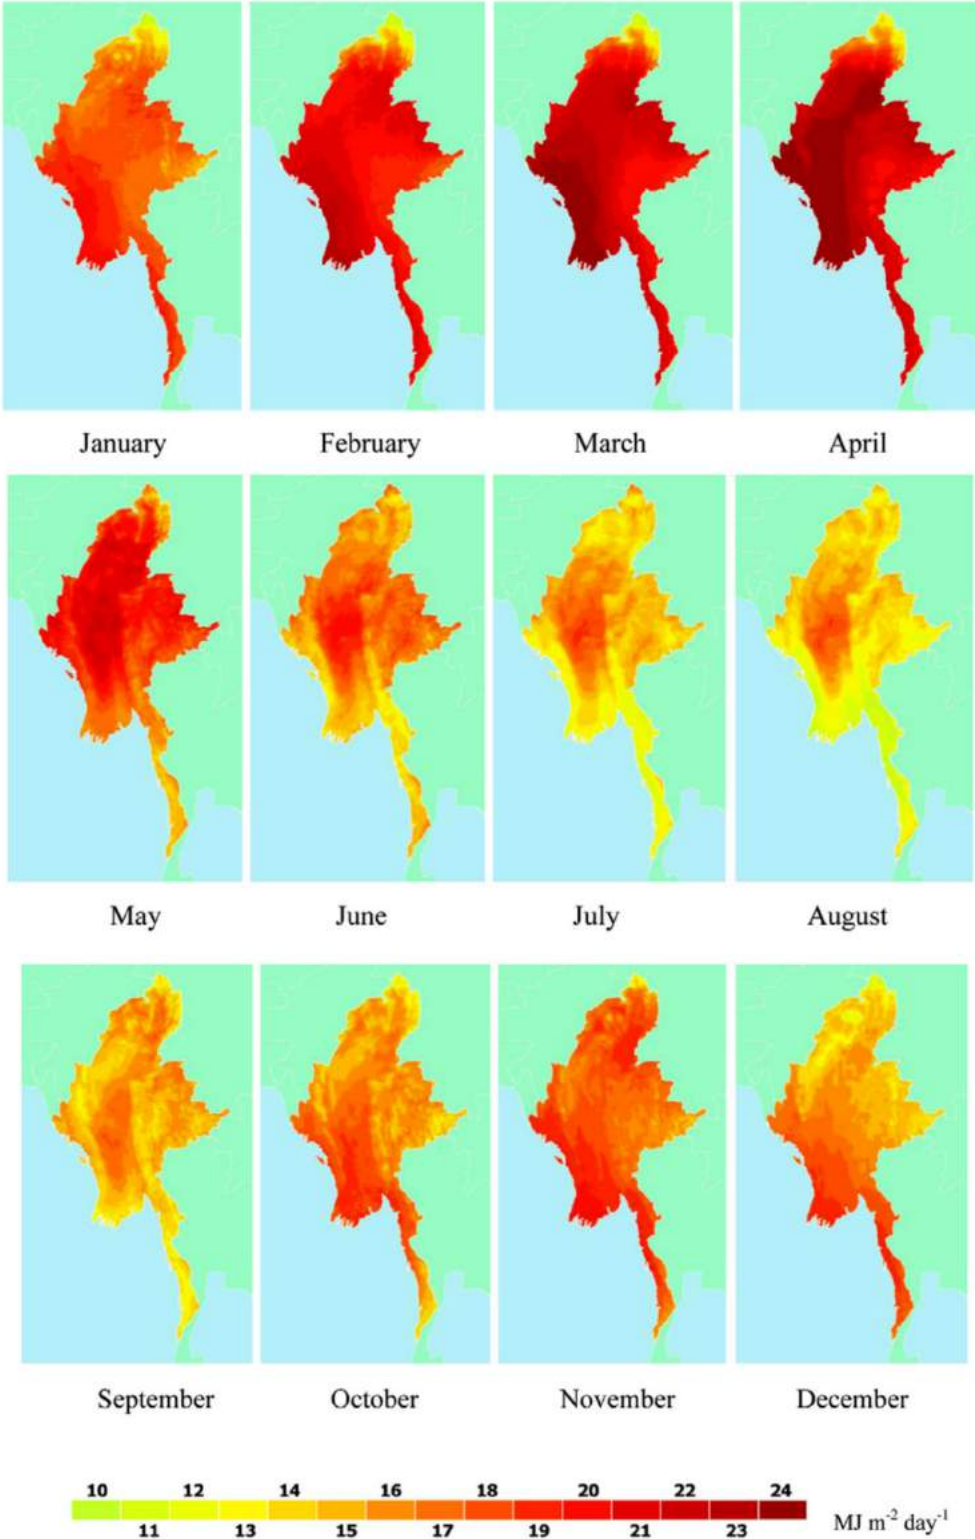 January February March April
May June July August
September October November December
10 12 14 16 18 20 22 24
11 13 15 17 19 21 23 MJ m⁻² day⁻¹